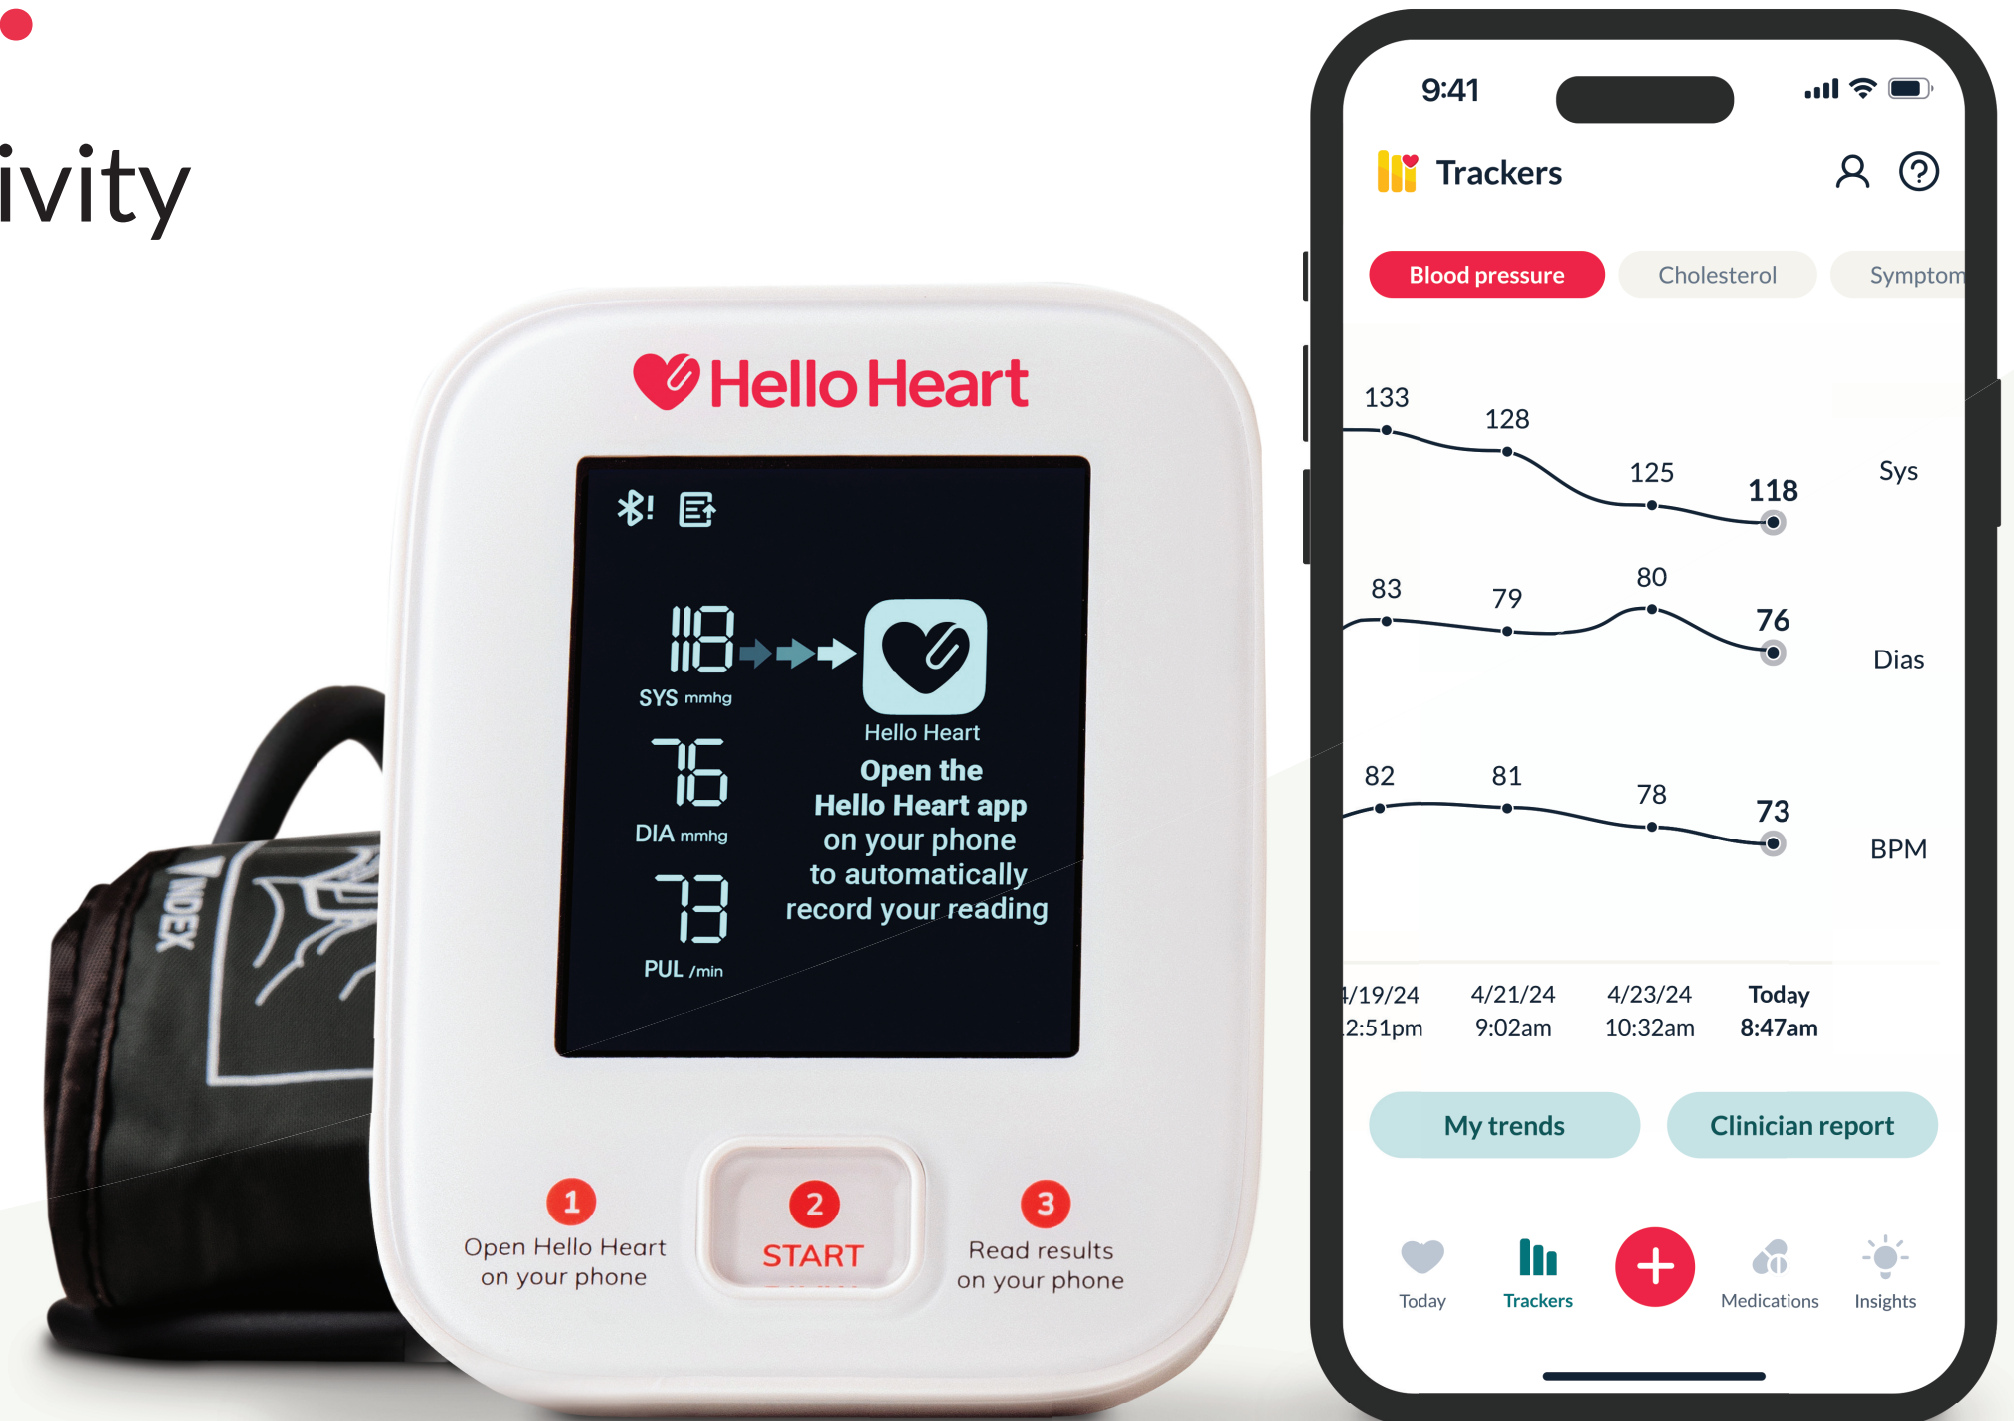 ivity
Hello Heart
118
SYS mmhg
76
DIA mmhg
73
PUL /min
Hello Heart
Open the
Hello Heart app
on your phone
to automatically
record your reading
1
Open Hello Heart
on your phone
2
START
3
Read results
on your phone
INDEX
9:41
Trackers
Blood pressure Cholesterol Symptom
133 128 125 118 Sys
83 79 80 76 Dias
82 81 78 73 BPM
4/19/24 4/21/24 4/23/24 Today
2:51pm 9:02am 10:32am 8:47am
My trends Clinician report
Today Trackers Medications Insights